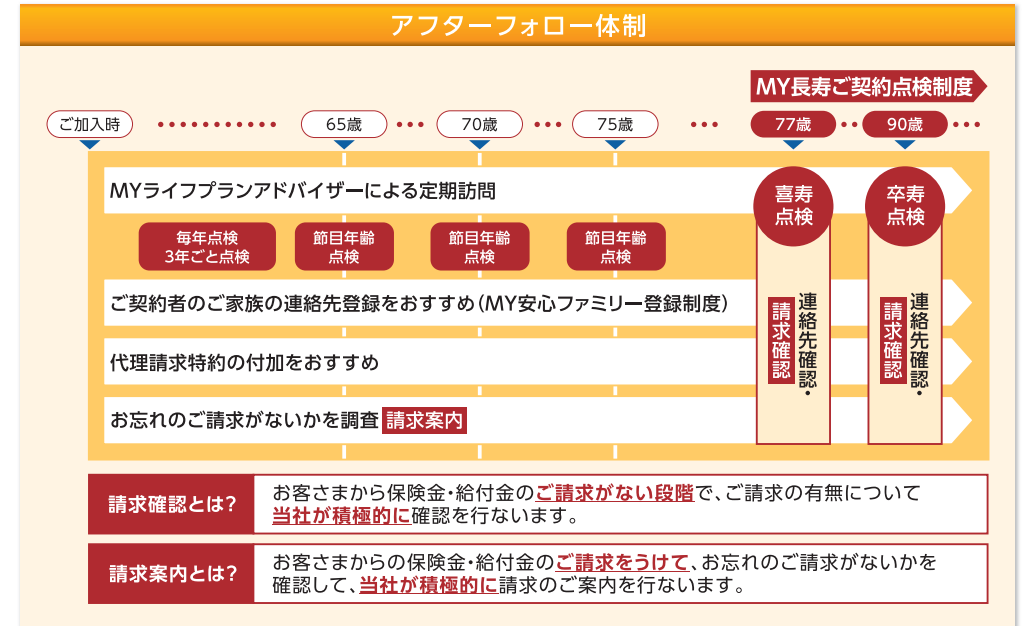 アフターフォロー体制
MY長寿ご契約点検制度
ご加入時
65歳
70歳
75歳
77歳
90歳
MYライフプランアドバイザーによる定期訪問
喜寿
点検
卒寿
点検
毎年点検
3年ごと点検
節目年齢
点検
節目年齢
点検
節目年齢
点検
ご契約者のご家族の連絡先登録をおすすめ(MY安心ファミリー登録制度)
連絡先確認・
請求確認
連絡先確認・
請求確認
代理請求特約の付加をおすすめ
お忘れのご請求がないかを調査 請求案内
請求確認とは?
お客さまから保険金・給付金のご請求がない段階で、ご請求の有無について
当社が積極的に確認を行ないます。
請求案内とは?
お客さまからの保険金・給付金のご請求をうけて、お忘れのご請求がないかを
確認して、当社が積極的に請求のご案内を行ないます。